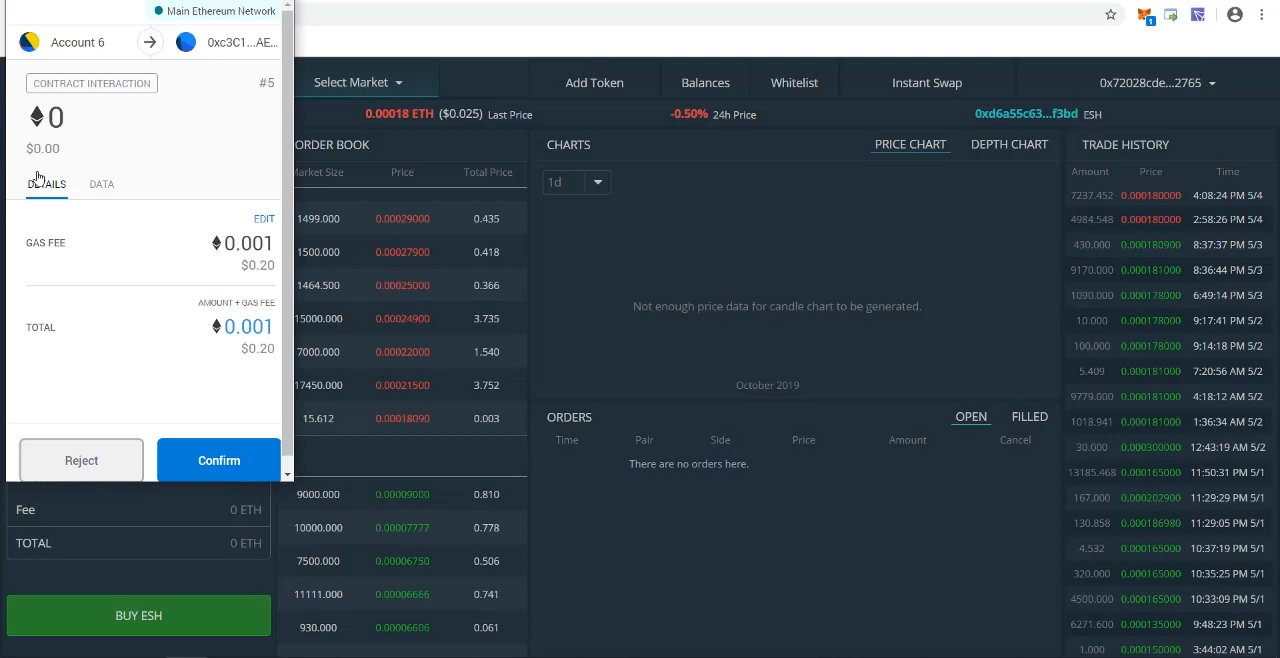 Main Ethereum Network
Account 6
0xc3C1...AE...
CONTRACT INTERACTION
#5
0
$0.00
DETAILS
DATA
EDIT
GAS FEE
0.001
$0.20
AMOUNT + GAS FEE
TOTAL
0.001
$0.20
Reject
Confirm
Fee
0 ETH
TOTAL
0 ETH
BUY ESH
1
Select Market
Add Token
Balances
Whitelist
Instant Swap
0x72028cde...2765
0.00018 ETH ($0.025) Last Price
-0.50% 24h Price
0xd6a55c63...f3bd ESH
ORDER BOOK
Market Size Price Total Price
1499.000 0.00029000 0.435
1500.000 0.00027900 0.418
1464.500 0.00025000 0.366
15000.000 0.00024900 3.735
7000.000 0.00022000 1.540
17450.000 0.00021500 3.752
15.612 0.00018090 0.003
9000.000 0.00009000 0.810
10000.000 0.00007777 0.778
7500.000 0.00006750 0.506
11111.000 0.00006666 0.741
930.000 0.00006606 0.061
CHARTS
PRICE CHART
DEPTH CHART
1d
Not enough price data for candle chart to be generated.
October 2019
ORDERS
OPEN
FILLED
Time Pair Side Price Amount Cancel
There are no orders here.
TRADE HISTORY
Amount Price Time
7237.452 0.000180000 4:08:24 PM 5/4
4984.548 0.000180000 2:58:26 PM 5/4
430.000 0.000180900 8:37:37 PM 5/3
9170.000 0.000181000 8:36:44 PM 5/3
1090.000 0.000178000 6:49:14 PM 5/3
10.000 0.000178000 9:17:41 PM 5/2
100.000 0.000178000 9:14:18 PM 5/2
5.409 0.000181000 7:20:56 AM 5/2
9779.000 0.000181000 4:18:12 AM 5/2
1018.941 0.000181000 1:36:34 AM 5/2
30.000 0.000300000 12:43:19 AM 5/2
13185.468 0.000165000 11:50:31 PM 5/1
167.000 0.000202900 11:29:29 PM 5/1
130.858 0.000186980 11:29:05 PM 5/1
4.532 0.000165000 10:37:19 PM 5/1
320.000 0.000165000 10:35:25 PM 5/1
4500.000 0.000165000 10:33:09 PM 5/1
6271.600 0.000135000 9:48:23 PM 5/1
1.000 0.000150000 3:44:02 AM 5/1